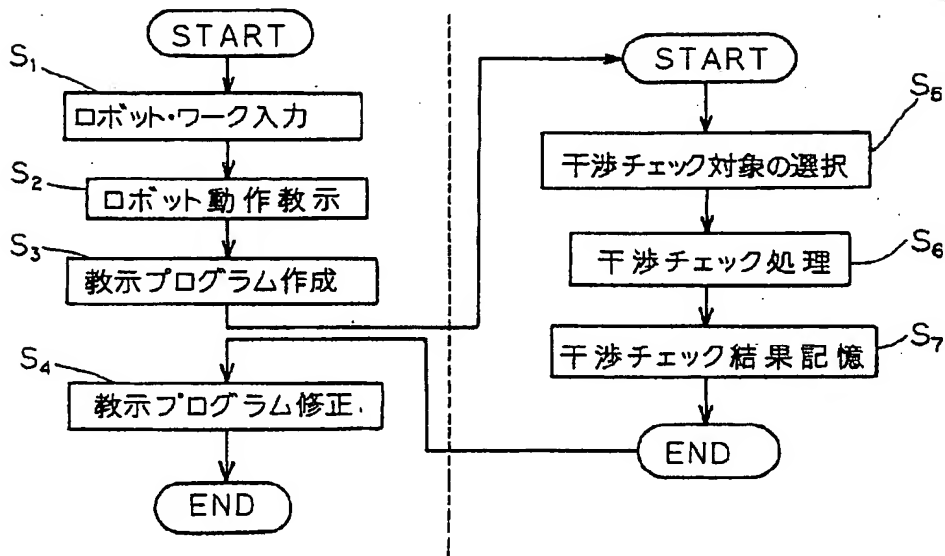 START
S1
ロボット・ワーク入力
S2
ロボット動作教示
S3
教示プログラム作成
S4
教示プログラム修正
END
START
S5
干渉チェック対象の選択
S6
干渉チェック処理
S7
干渉チェック結果記憶
END